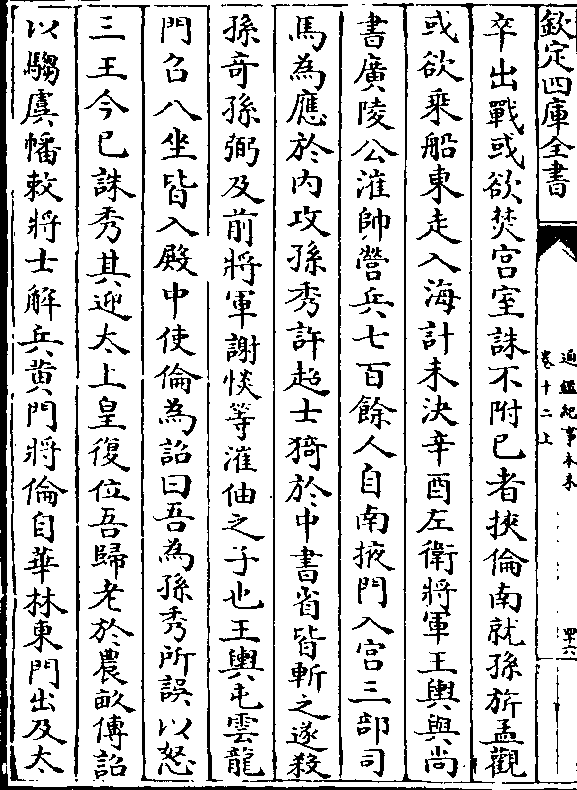 欽定四庫全書
通鑑紀事本末
卷十二上
罕六
卒出戰或欲焚宫室誅不附已者挾倫南就孫旂孟觀
或欲乗船東走入海計未決辛酉左衛將軍王輿與尚
書廣陵公漼帥營兵七百餘人自南掖門入宫三部司
馬為應於内攻孫秀許超士猗於中書省皆斬之遂殺
孫竒孫弼及前將軍謝惔等漼伷之子也王輿屯雲龍
門召八坐皆入殿中使倫為詔曰吾為孫秀所誤以怒
三王今已誅秀其迎太上皇復位吾歸老於農畝傳詔
以騶虞幡敕將士解兵黄門將倫自華林東門出及太